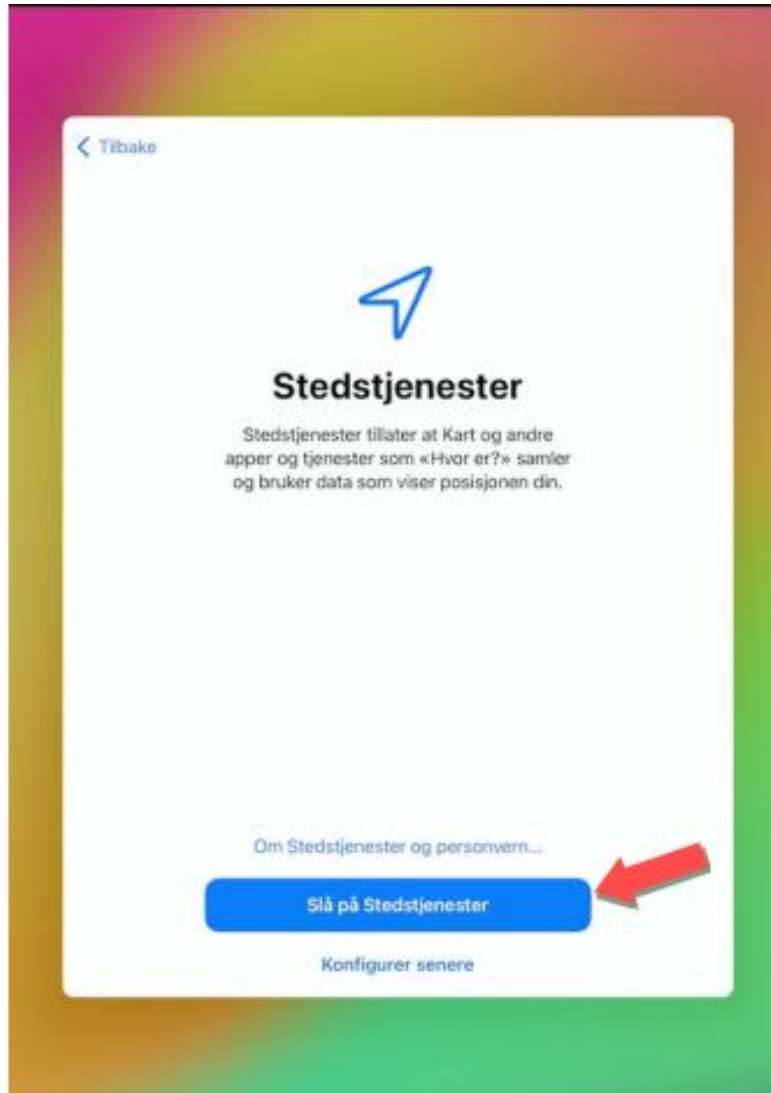 Tilbake
Stedstjenester
Stedstjenester tillater at Kart og andre
apper og tjenester som «Hvor er?» samler
og bruker data som viser posisjonen din.
Om Stedstjenester og personvern...
Slå på Stedstjenester
Konfigurer senere